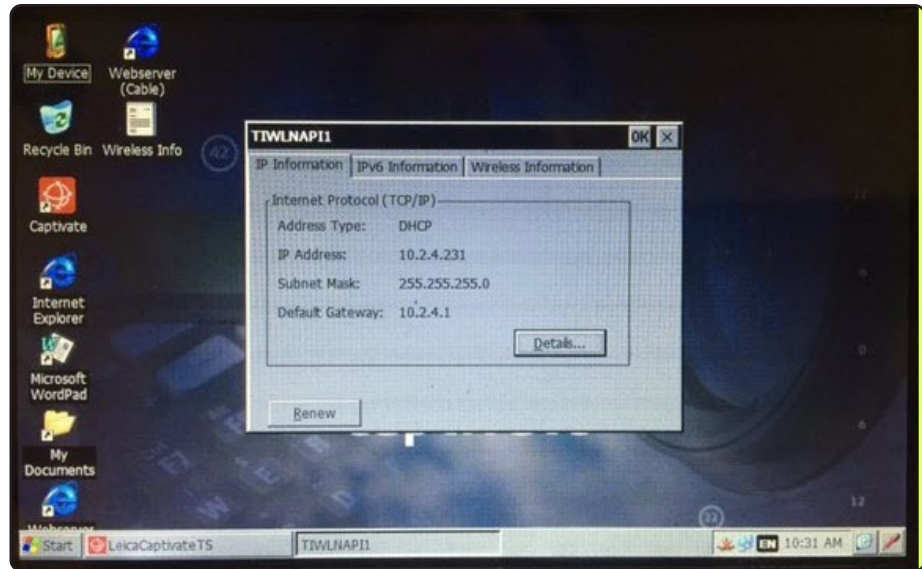 My Device
Webserver
(Cable)
Recycle Bin
Wireless Info
Captivate
Internet
Explorer
Microsoft
WordPad
My
Documents
TIWLNAPI1
OK
IP Information
IPv6 Information
Wireless Information
Internet Protocol (TCP/IP)
Address Type: DHCP
IP Address: 10.2.4.231
Subnet Mask: 255.255.255.0
Default Gateway: 10.2.4.1
Details...
Renew
42
22
12
Start
LeicaCaptivateTS
TIWLNAPI1
EN
10:31 AM